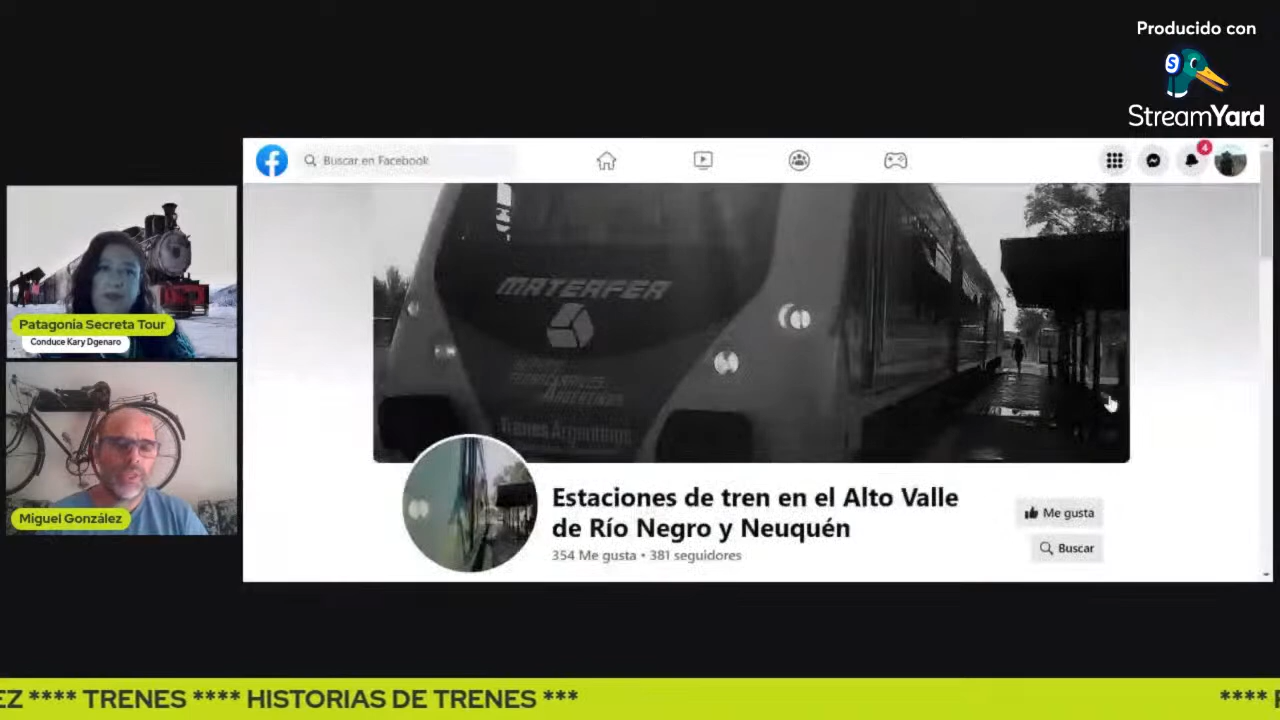 Producido con
StreamYard
Buscar en Facebook
4
MATERFER
Trenes Argentinos
Patagonia Secreta Tour
Conduce Kary Dgenaro
Miguel González
Estaciones de tren en el Alto Valle
de Río Negro y Neuquén
354 Me gusta • 381 seguidores
Me gusta
Buscar
EZ **** TRENES **** HISTORIAS DE TRENES ***
****